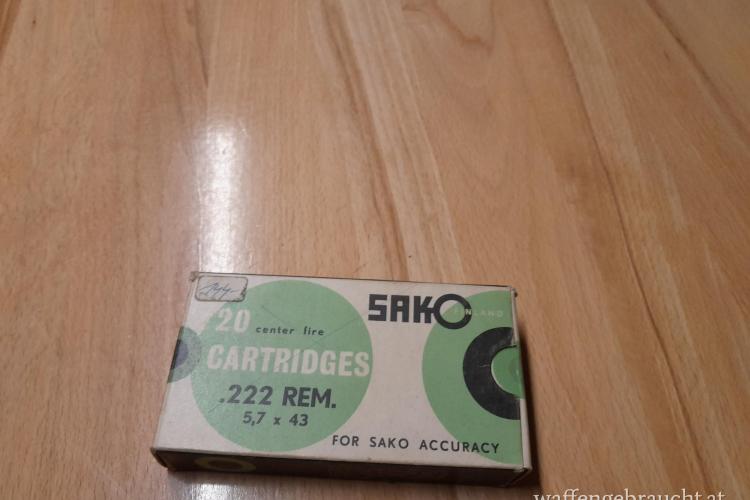 SAKO FINLAND
20 center fire
CARTRIDGES
.222 REM.
5,7 x 43
FOR SAKO ACCURACY
waffengebraucht.at